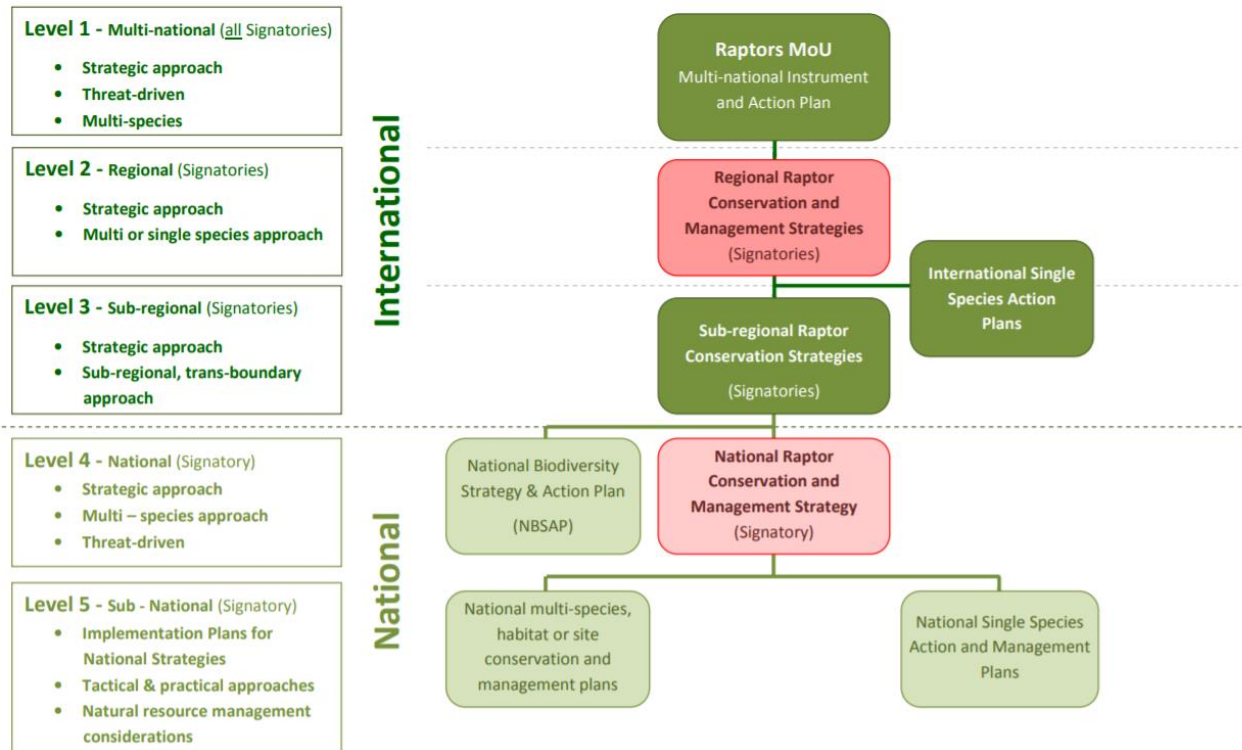 Level 1 - Multi-national (all Signatories)
• Strategic approach
• Threat-driven
• Multi-species
Level 2 - Regional (Signatories)
• Strategic approach
• Multi or single species approach
Level 3 - Sub-regional (Signatories)
• Strategic approach
• Sub-regional, trans-boundary
approach
Level 4 - National (Signatory)
• Strategic approach
• Multi – species approach
• Threat-driven
Level 5 - Sub - National (Signatory)
• Implementation Plans for
National Strategies
• Tactical & practical approaches
• Natural resource management
considerations
International
National
Raptors MoU
Multi-national Instrument
and Action Plan
Regional Raptor
Conservation and
Management Strategies
(Signatories)
International Single
Species Action
Plans
Sub-regional Raptor
Conservation Strategies
(Signatories)
National Biodiversity
Strategy & Action Plan
(NBSAP)
National Raptor
Conservation and
Management Strategy
(Signatory)
National multi-species,
habitat or site
conservation and
management plans
National Single Species
Action and Management
Plans